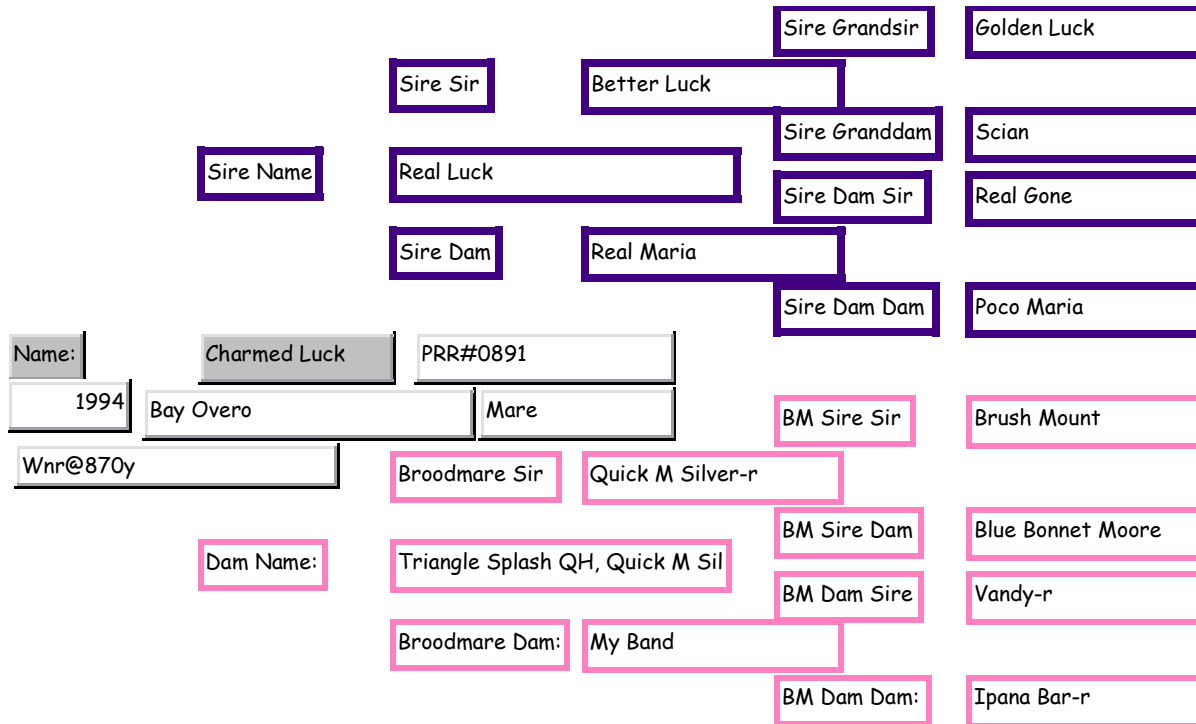 Sire Grandsir Golden Luck
Sire Sir Better Luck
Sire Granddam Scian
Sire Name Real Luck
Sire Dam Sir Real Gone
Sire Dam Real Maria
Sire Dam Dam Poco Maria
Name: Charmed Luck PRR#0891
1994 Bay Overo Mare
BM Sire Sir Brush Mount
Wnr@870y
Broodmare Sir Quick M Silver-r
BM Sire Dam Blue Bonnet Moore
Dam Name: Triangle Splash QH, Quick M Sil
BM Dam Sire Vandy-r
Broodmare Dam: My Band
BM Dam Dam: Ipana Bar-r